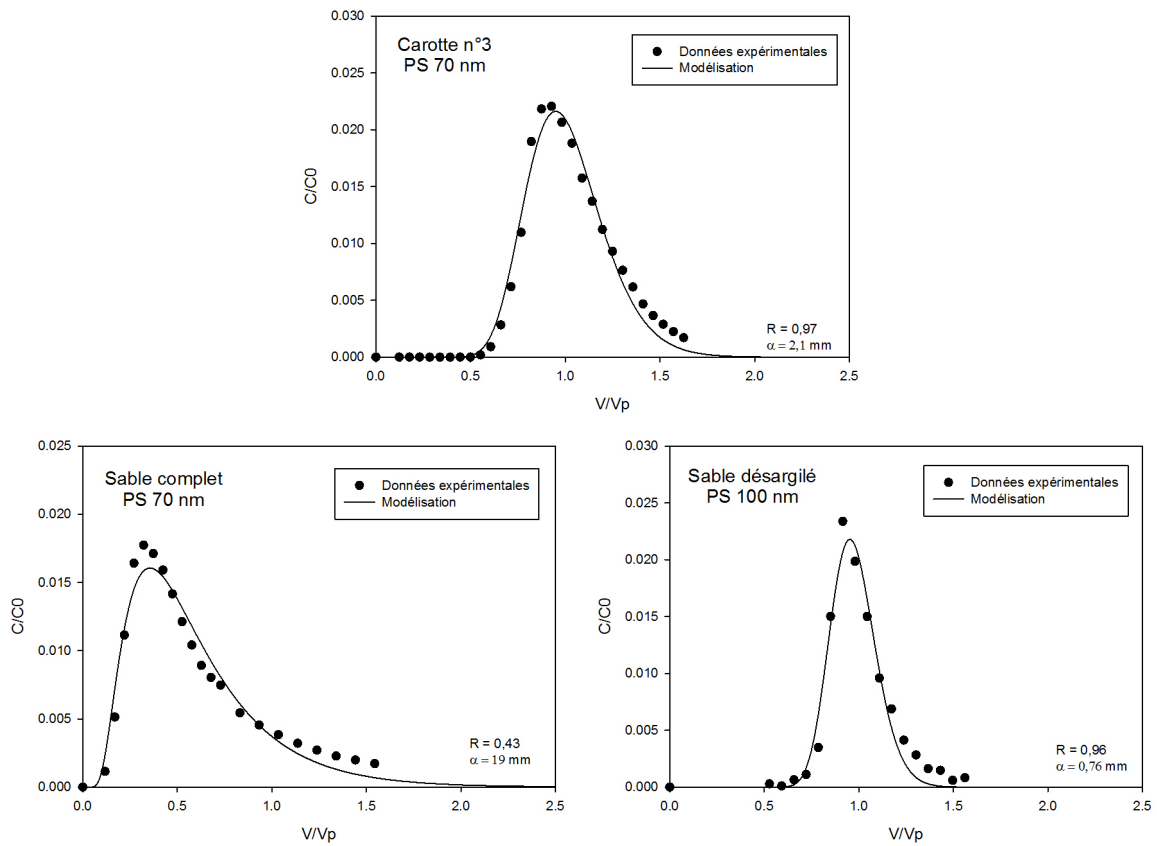 0.030
0.025
0.020
0.015
0.010
0.005
0.000
C/C0
Carotte n°3
PS 70 nm
Données expérimentales
Modélisation
R = 0,97
α = 2,1 mm
0.0 0.5 1.0 1.5 2.0 2.5
V/Vp
0.025
0.020
0.015
0.010
0.005
0.000
C/C0
Sable complet
PS 70 nm
Données expérimentales
Modélisation
R = 0,43
α = 19 mm
0.0 0.5 1.0 1.5 2.0 2.5
V/Vp
0.030
0.025
0.020
0.015
0.010
0.005
0.000
C/C0
Sable désargilé
PS 100 nm
Données expérimentales
Modélisation
R = 0,96
α = 0,76 mm
0.0 0.5 1.0 1.5 2.0 2.5
V/Vp